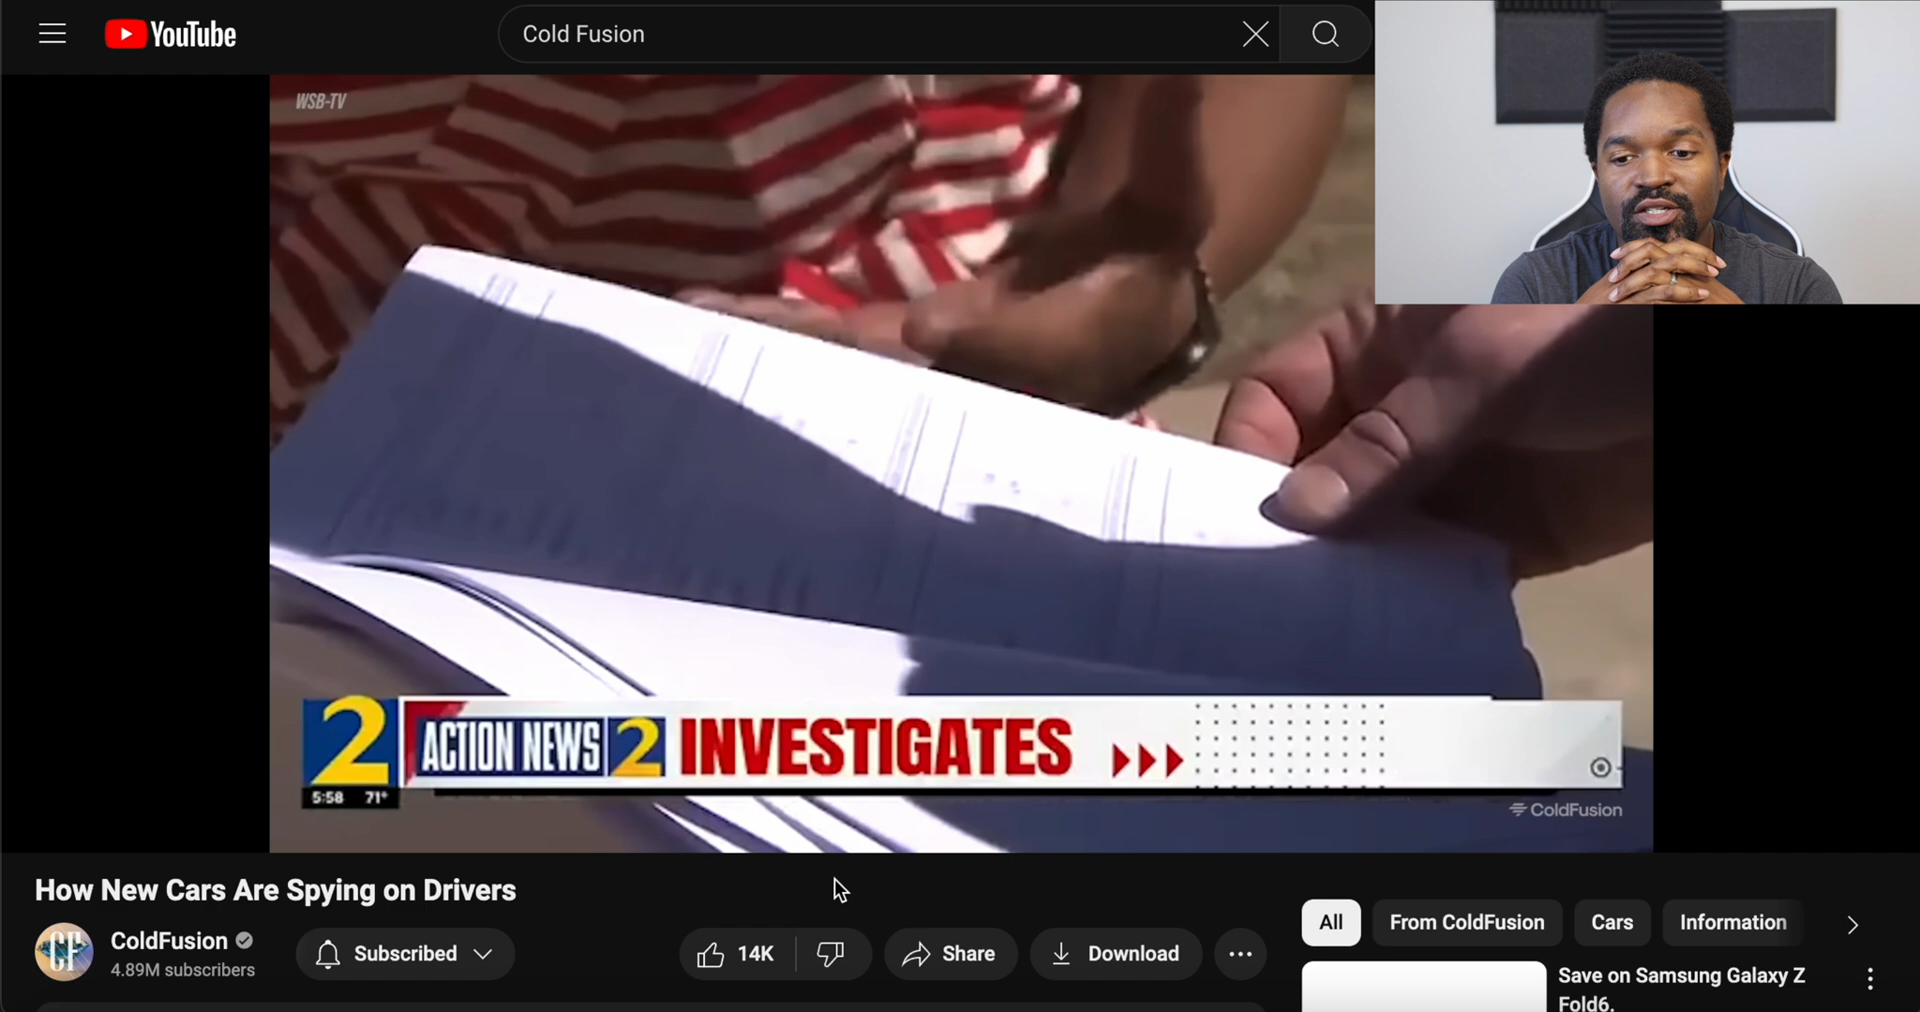 YouTube
Cold Fusion
WSB-TV
2
ACTION NEWS 2 INVESTIGATES
5:58 71°
ColdFusion
How New Cars Are Spying on Drivers
CF
ColdFusion
4.89M subscribers
Subscribed
14K
Share
Download
All
From ColdFusion
Cars
Information
Save on Samsung Galaxy Z
Fold6.